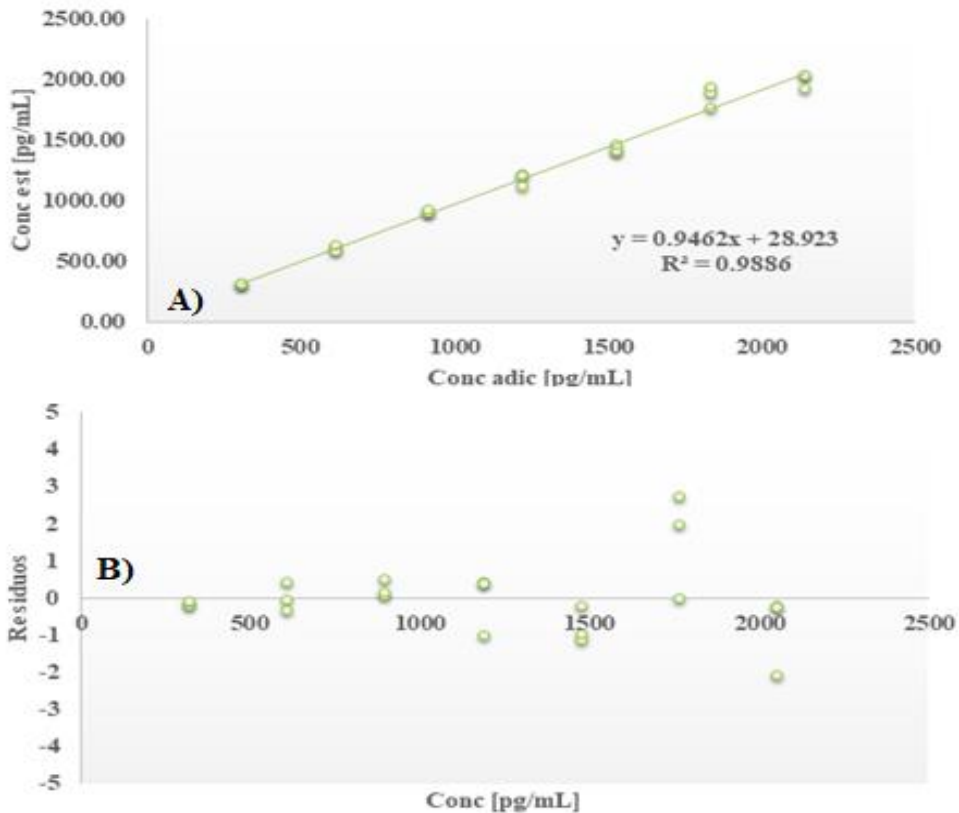 2500.00
2000.00
1500.00
1000.00
500.00
0.00
Conc est [pg/mL]
y = 0.9462x + 28.923
R² = 0.9886
A)
0 500 1000 1500 2000 2500
Conc adic [pg/mL]
5
4
3
2
1
0
-1
-2
-3
-4
-5
Residuos
B)
0 500 1000 1500 2000 2500
Conc [pg/mL]